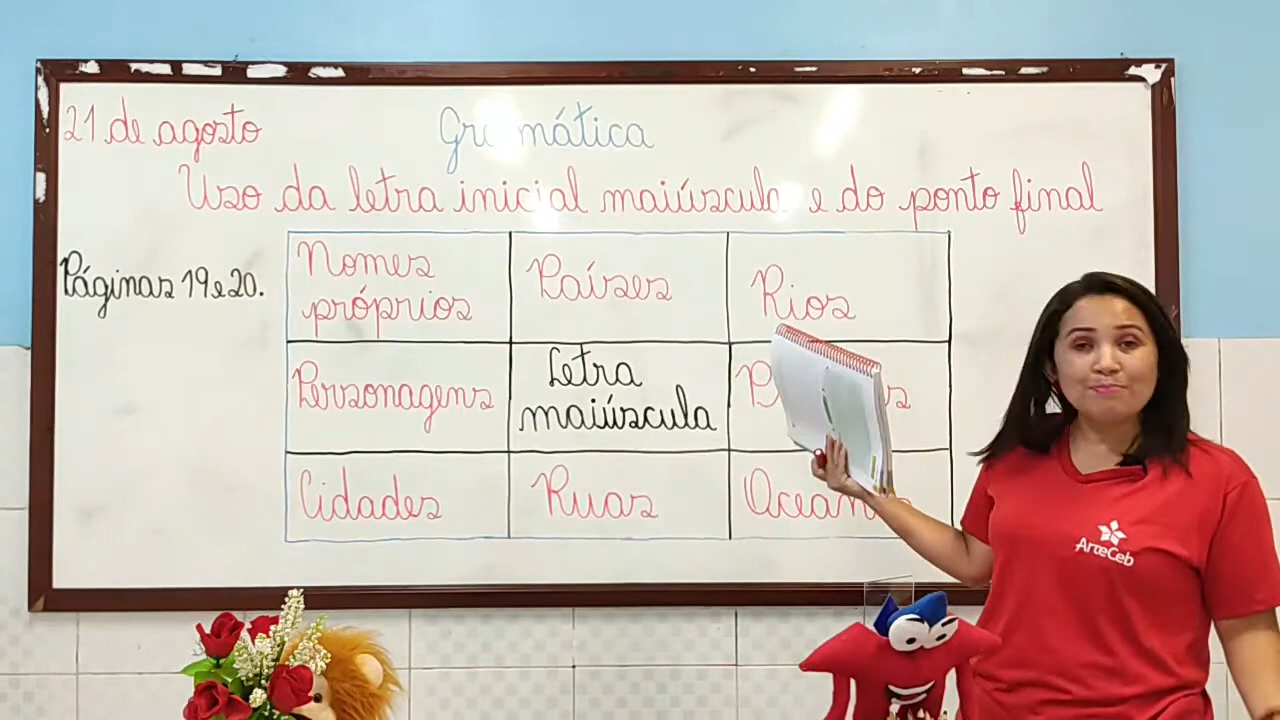 21 de agosto
Gramática
Uso da letra inicial maiúscula e do ponto final
Páginas 19 e 20.
Nomes próprios
Países
Rios
Personagens
Letra maiúscula
Cidades
Ruas
Oceanos
ArteCeb